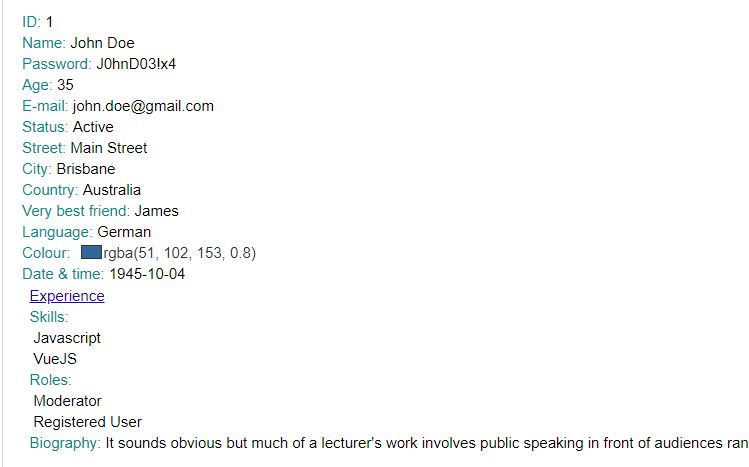 ID: 1
Name: John Doe
Password: J0hnD03!x4
Age: 35
E-mail: john.doe@gmail.com
Status: Active
Street: Main Street
City: Brisbane
Country: Australia
Very best friend: James
Language: German
Colour: rgba(51, 102, 153, 0.8)
Date & time: 1945-10-04
Experience
Skills:
Javascript
VueJS
Roles:
Moderator
Registered User
Biography: It sounds obvious but much of a lecturer's work involves public speaking in front of audiences ran